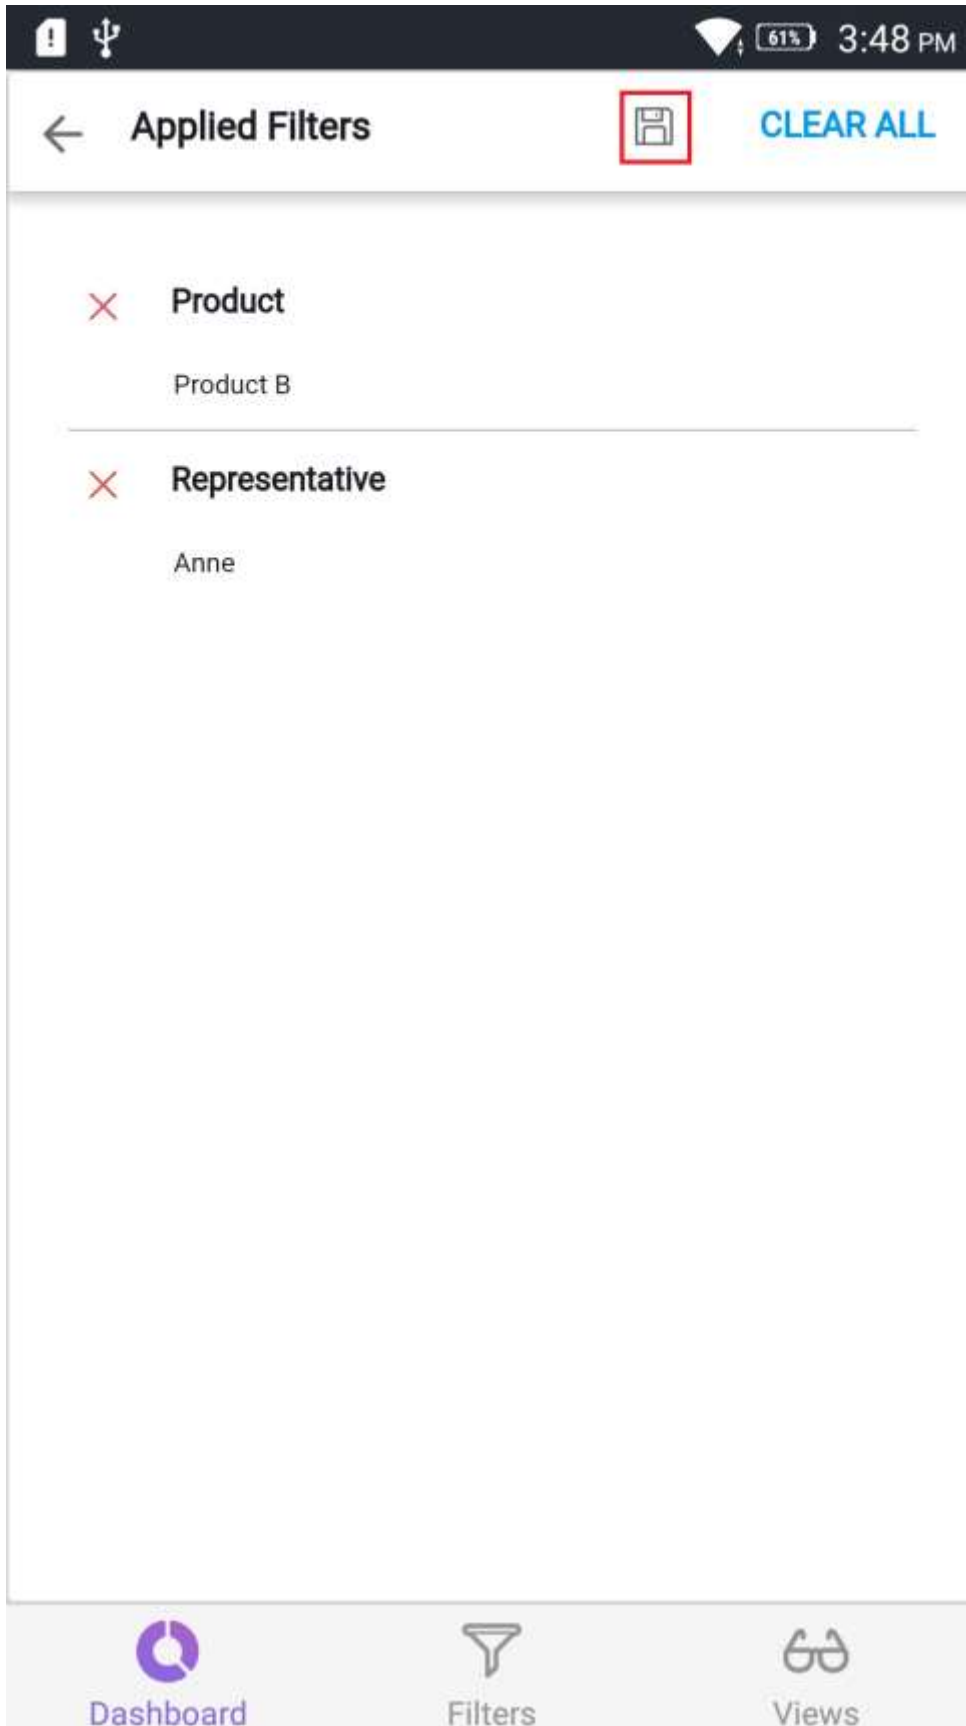 61% 3:48 PM
Applied Filters CLEAR ALL
Product
Product B
Representative
Anne
Dashboard Filters Views